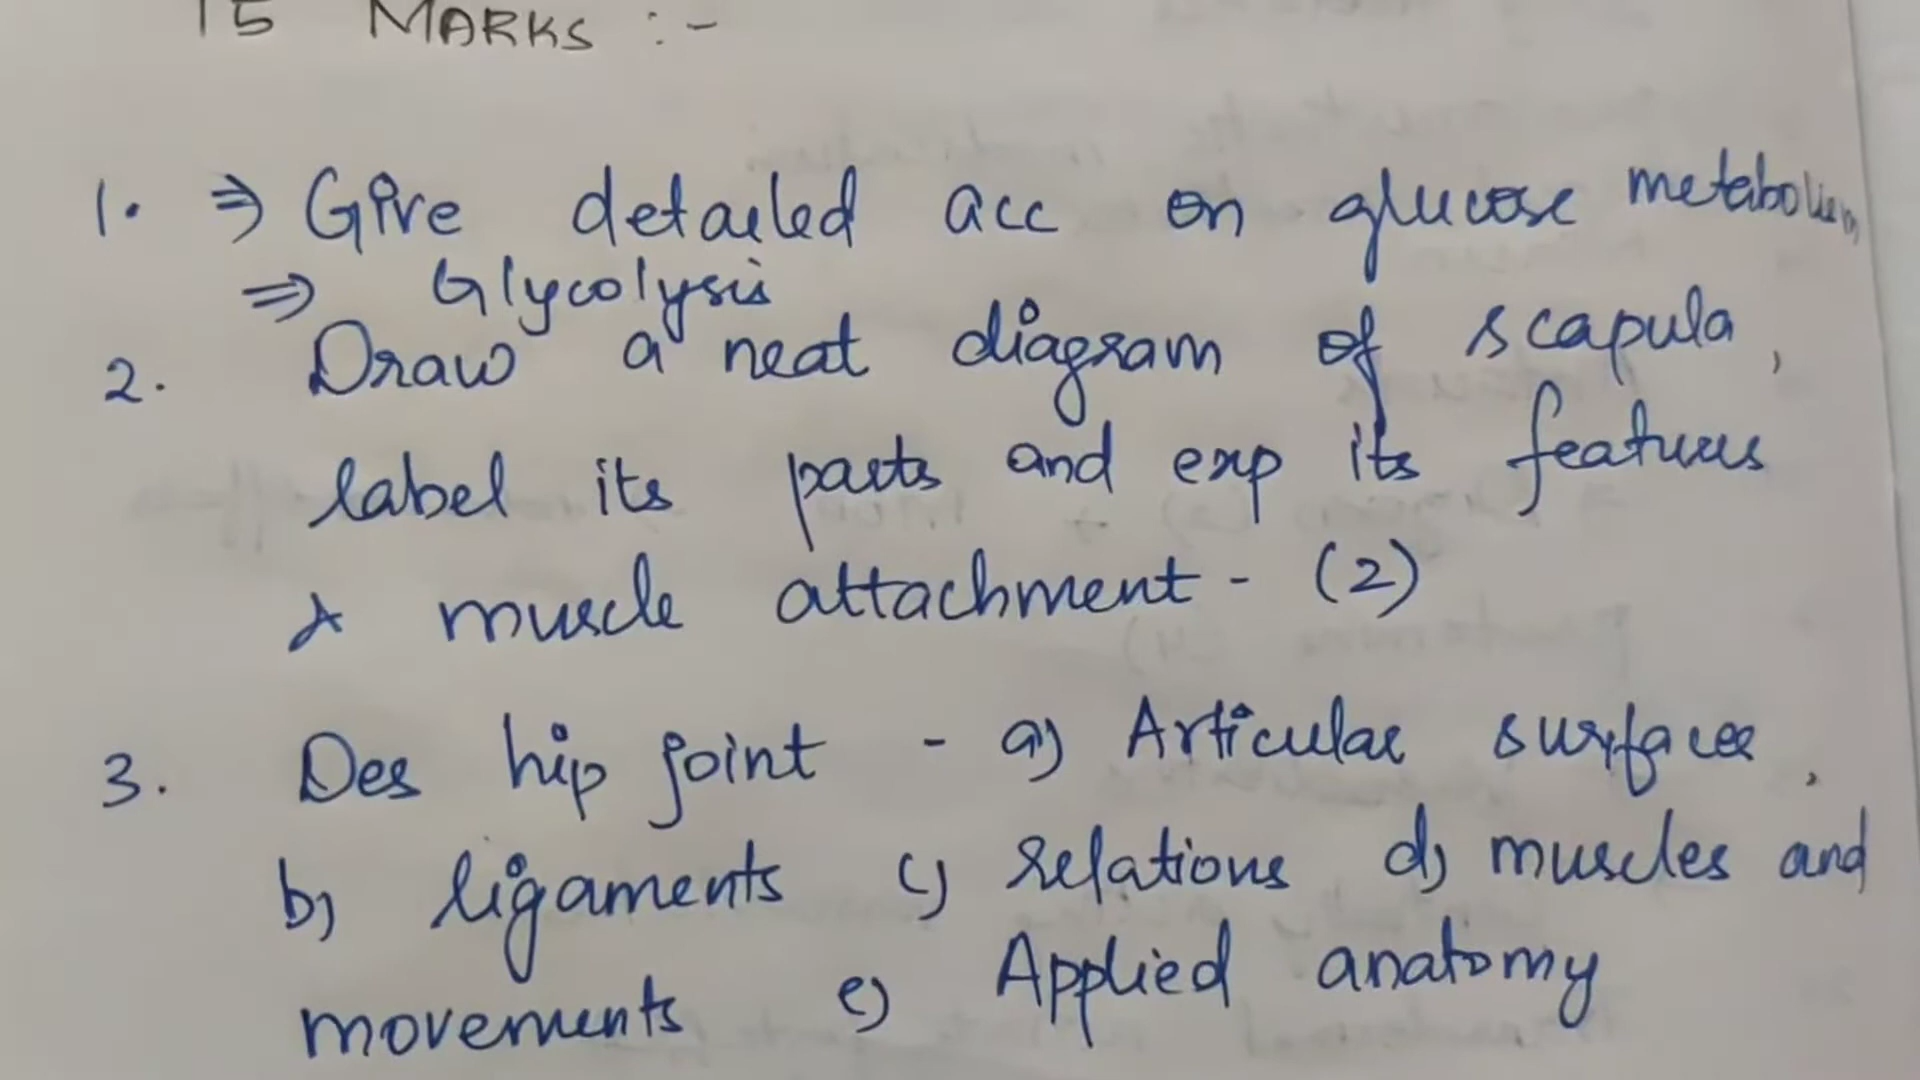 15 MARKS :-
1. ⇒ Give detailed acc on glucose metabolism
⇒ Glycolysis
2. Draw a neat diagram of scapula,
label its parts and exp its features
& muscle attachment - (2)
3. Des hip joint - a) Articular surfaces,
b) ligaments c) relations d) muscles and
movements e) Applied anatomy